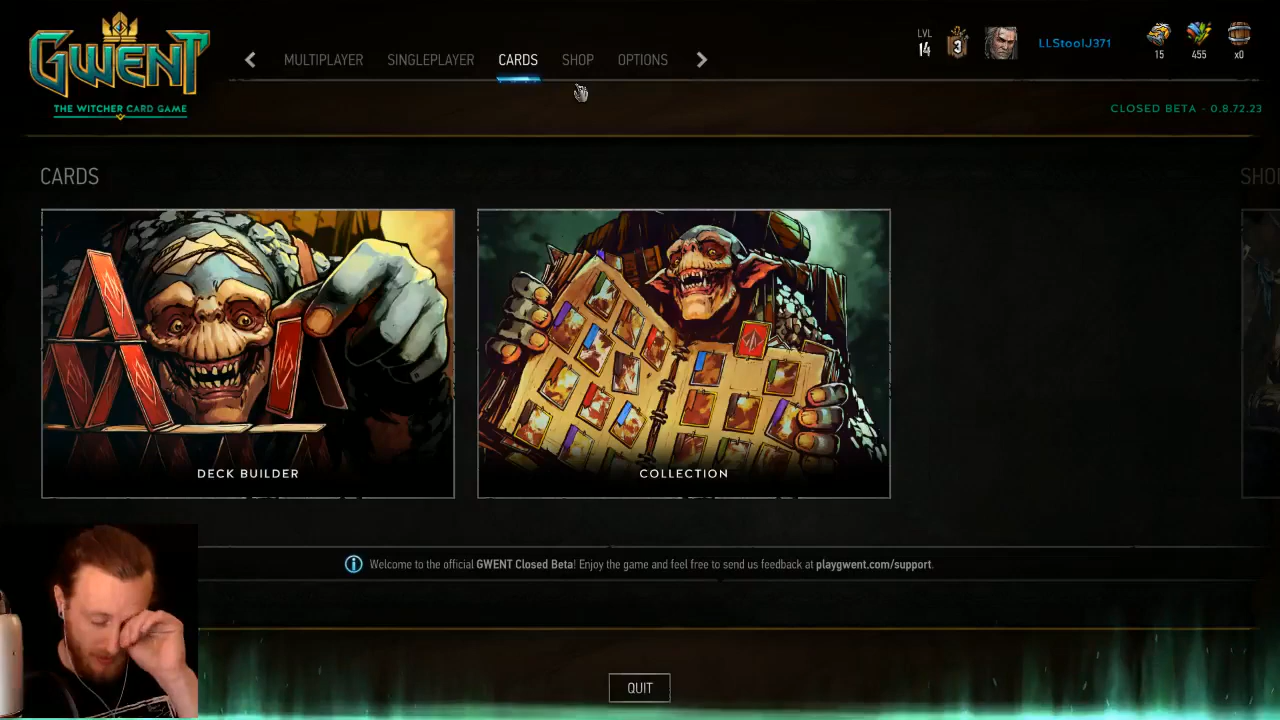 GWENT
THE WITCHER CARD GAME
MULTIPLAYER SINGLEPLAYER CARDS SHOP OPTIONS
LVL
14
3
LLStoolJ371
15 455 x0
CLOSED BETA - 0.8.72.23
CARDS
SHO
DECK BUILDER
COLLECTION
Welcome to the official GWENT Closed Beta! Enjoy the game and feel free to send us feedback at playgwent.com/support.
QUIT